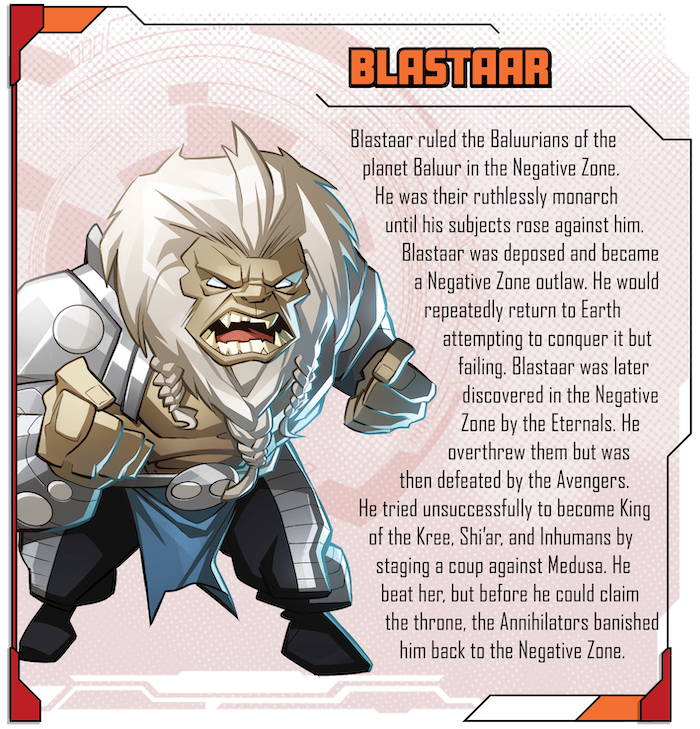 BLASTAAR
Blastaar ruled the Baluurians of the
planet Baluur in the Negative Zone.
He was their ruthlessly monarch
until his subjects rose against him.
Blastaar was deposed and became
a Negative Zone outlaw. He would
repeatedly return to Earth
attempting to conquer it but
failing. Blastaar was later
discovered in the Negative
Zone by the Eternals. He
overthrew them but was
then defeated by the Avengers.
He tried unsuccessfully to become King
of the Kree, Shi'ar, and Inhumans by
staging a coup against Medusa. He
beat her, but before he could claim
the throne, the Annihilators banished
him back to the Negative Zone.